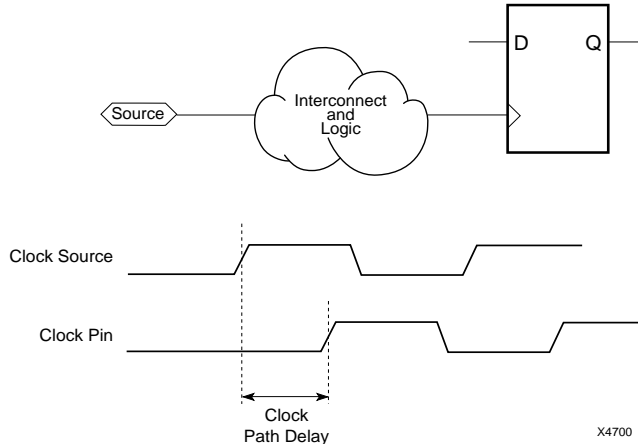 D Q
Interconnect
and
Logic
Source
Clock Source
Clock Pin
Clock
Path Delay
X4700